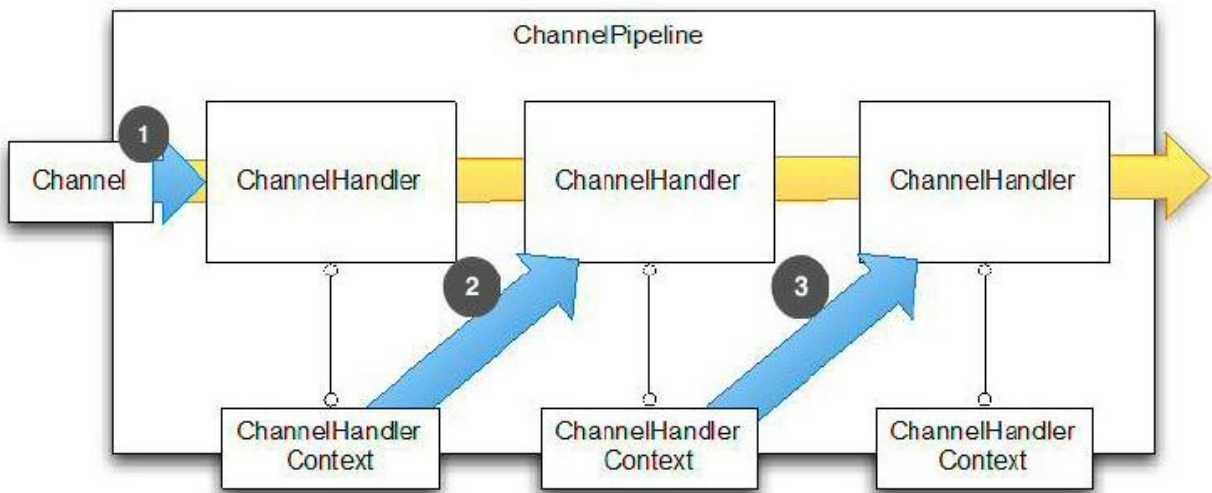 ChannelPipeline
1
Channel
ChannelHandler
ChannelHandler
ChannelHandler
2
3
ChannelHandler
Context
ChannelHandler
Context
ChannelHandler
Context